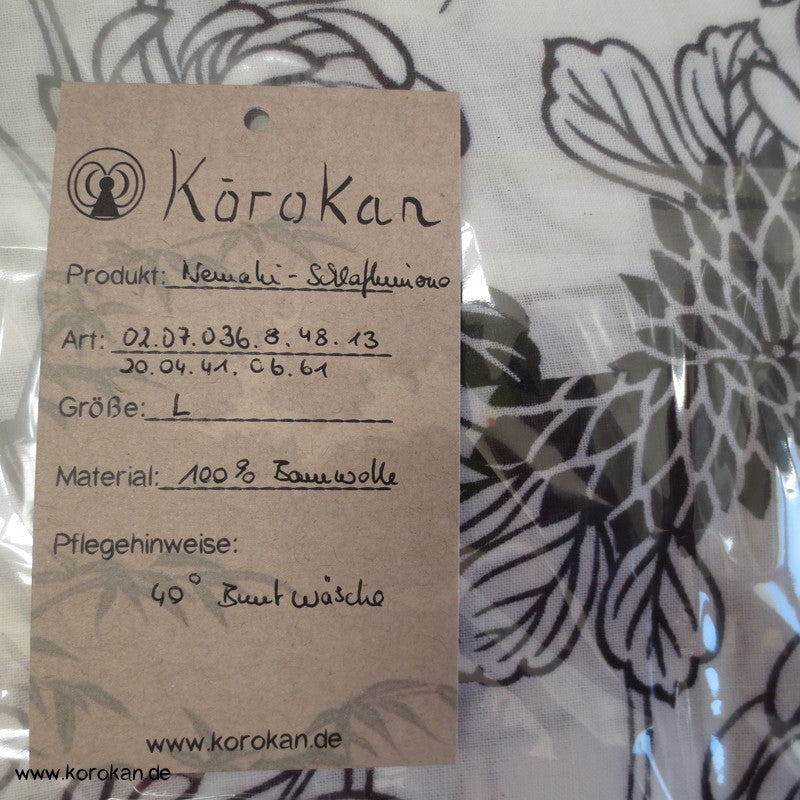 Kōrokan
Produkt: Nemaki - Schlafkimono
Art: 02.07.036.8.48.13
20.04.41.C6.61
Größe: L
Material: 100% Baumwolle
Pflegehinweise:
40° Buntwäsche
www.korokan.de
www.korokan.de